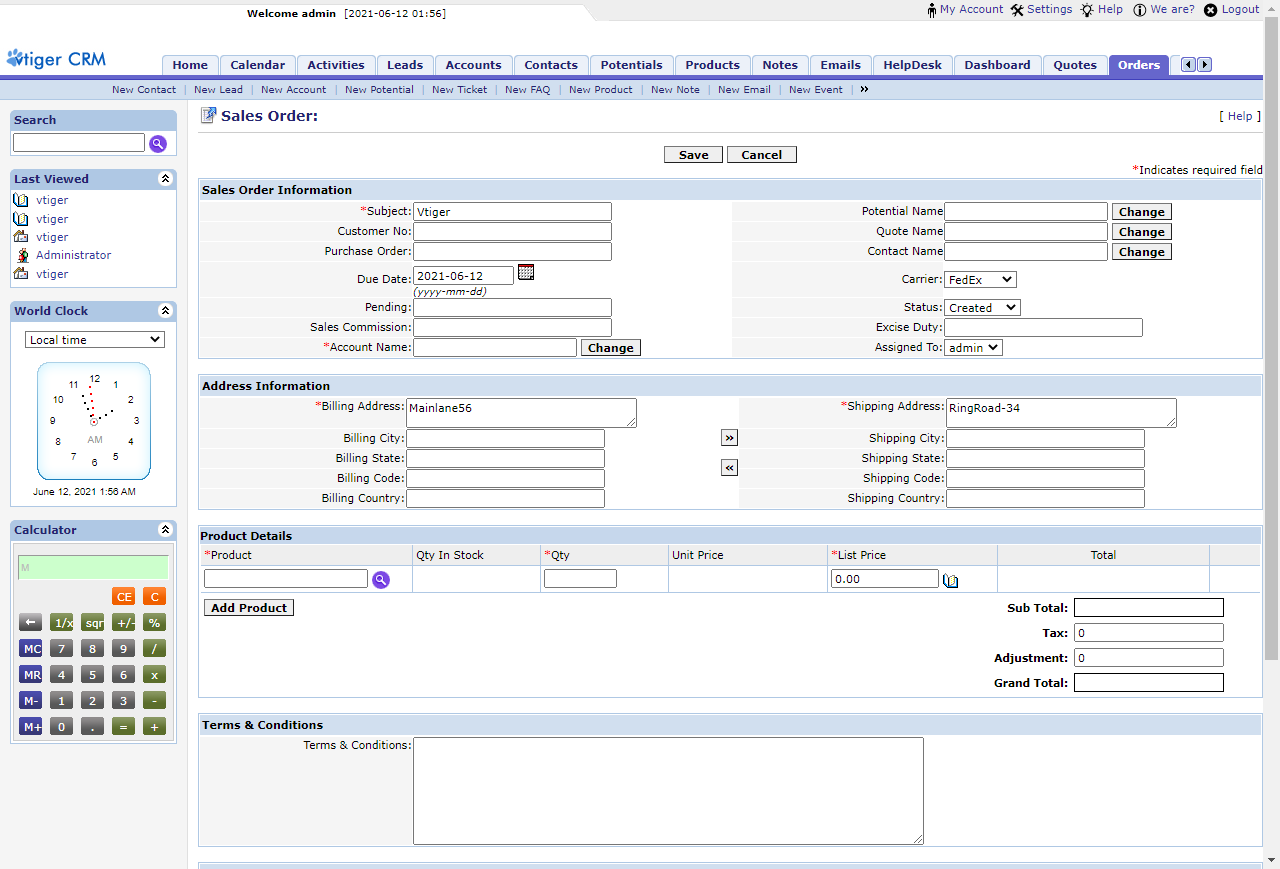 Welcome admin [2021-06-12 01:56]
My Account Settings Help We are? Logout
vtiger CRM
Home Calendar Activities Leads Accounts Contacts Potentials Products Notes Emails HelpDesk Dashboard Quotes Orders
New Contact | New Lead | New Account | New Potential | New Ticket | New FAQ | New Product | New Note | New Email | New Event | »
Search
Last Viewed
vtiger
vtiger
vtiger
Administrator
vtiger
World Clock
Local time
12 1 2 3 4 5 6 7 8 9 10 11
AM
June 12, 2021 1:56 AM
Calculator
M
CE C
← 1/x sqr +/- %
MC 7 8 9 /
MR 4 5 6 x
M- 1 2 3 -
M+ 0 . = +
Sales Order: [ Help ]
Save Cancel
*Indicates required field
Sales Order Information
*Subject: Vtiger Potential Name Change
Customer No: Quote Name Change
Purchase Order: Contact Name Change
Due Date: 2021-06-12 Carrier: FedEx
(yyyy-mm-dd)
Pending: Status: Created
Sales Commission: Excise Duty:
*Account Name: Change Assigned To: admin
Address Information
*Billing Address: Mainlane56 *Shipping Address: RingRoad-34
Billing City: » Shipping City:
Billing State: Shipping State:
«
Billing Code: Shipping Code:
Billing Country: Shipping Country:
Product Details
*Product Qty In Stock *Qty Unit Price *List Price Total
0.00
Add Product Sub Total:
Tax: 0
Adjustment: 0
Grand Total:
Terms & Conditions
Terms & Conditions: